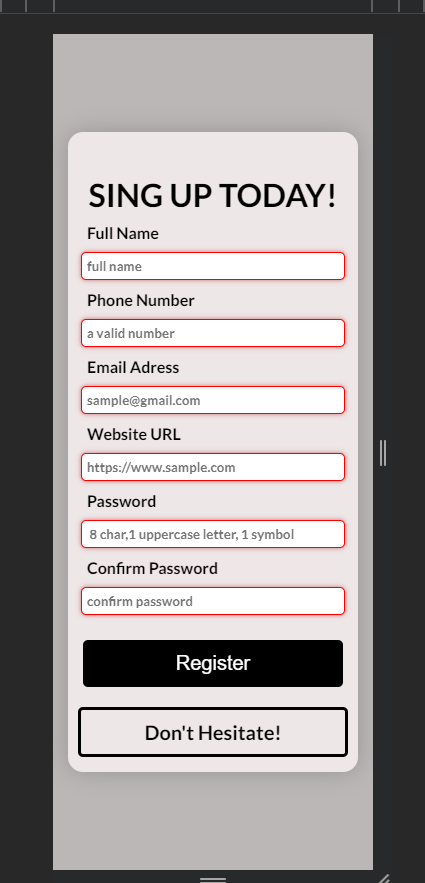 SING UP TODAY!
Full Name
full name
Phone Number
a valid number
Email Adress
sample@gmail.com
Website URL
https://www.sample.com
Password
8 char,1 uppercase letter, 1 symbol
Confirm Password
confirm password
Register
Don't Hesitate!